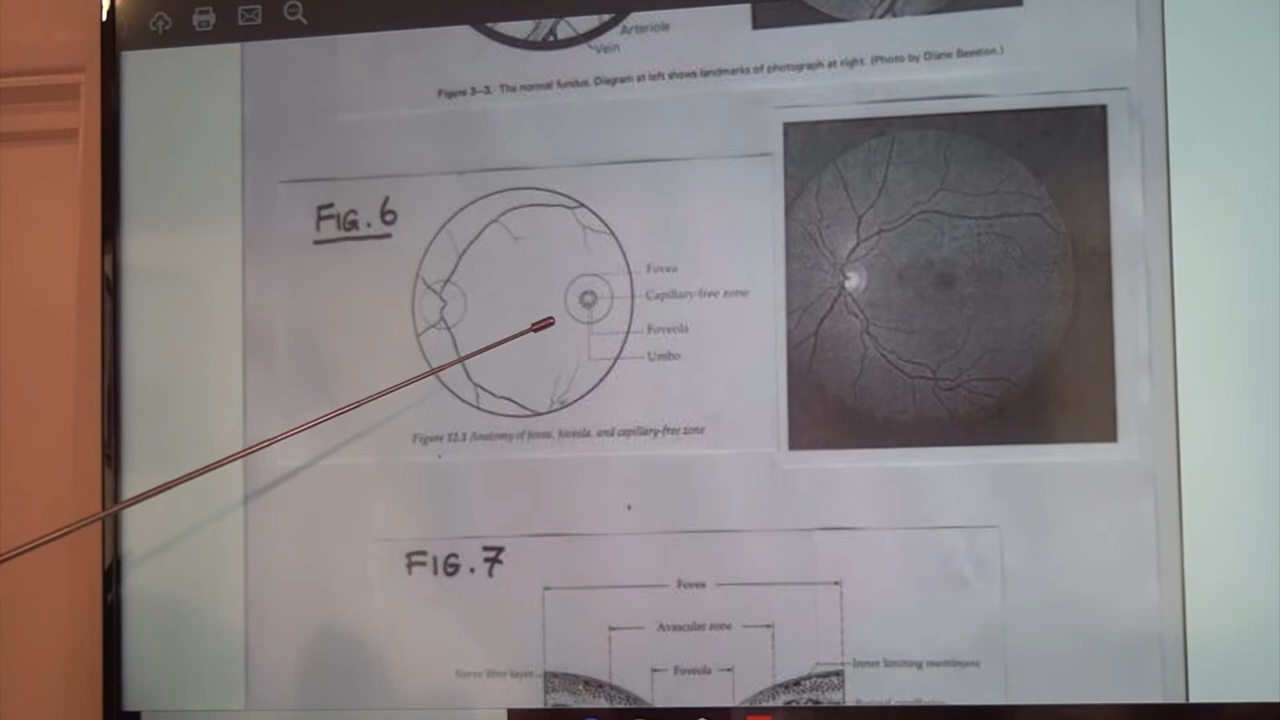 Arteriole
Vein
Figure 3–3. The normal fundus. Diagram at left shows landmarks of photograph at right. (Photo by Diane Beeston.)
FIG. 6
Fovea
Capillary-free zone
Foveola
Umbo
Figure 12.1 Anatomy of fovea, foveola, and capillary-free zone
FIG. 7
Fovea
Avascular zone
Nerve fiber layer
Foveola
Inner limiting membrane